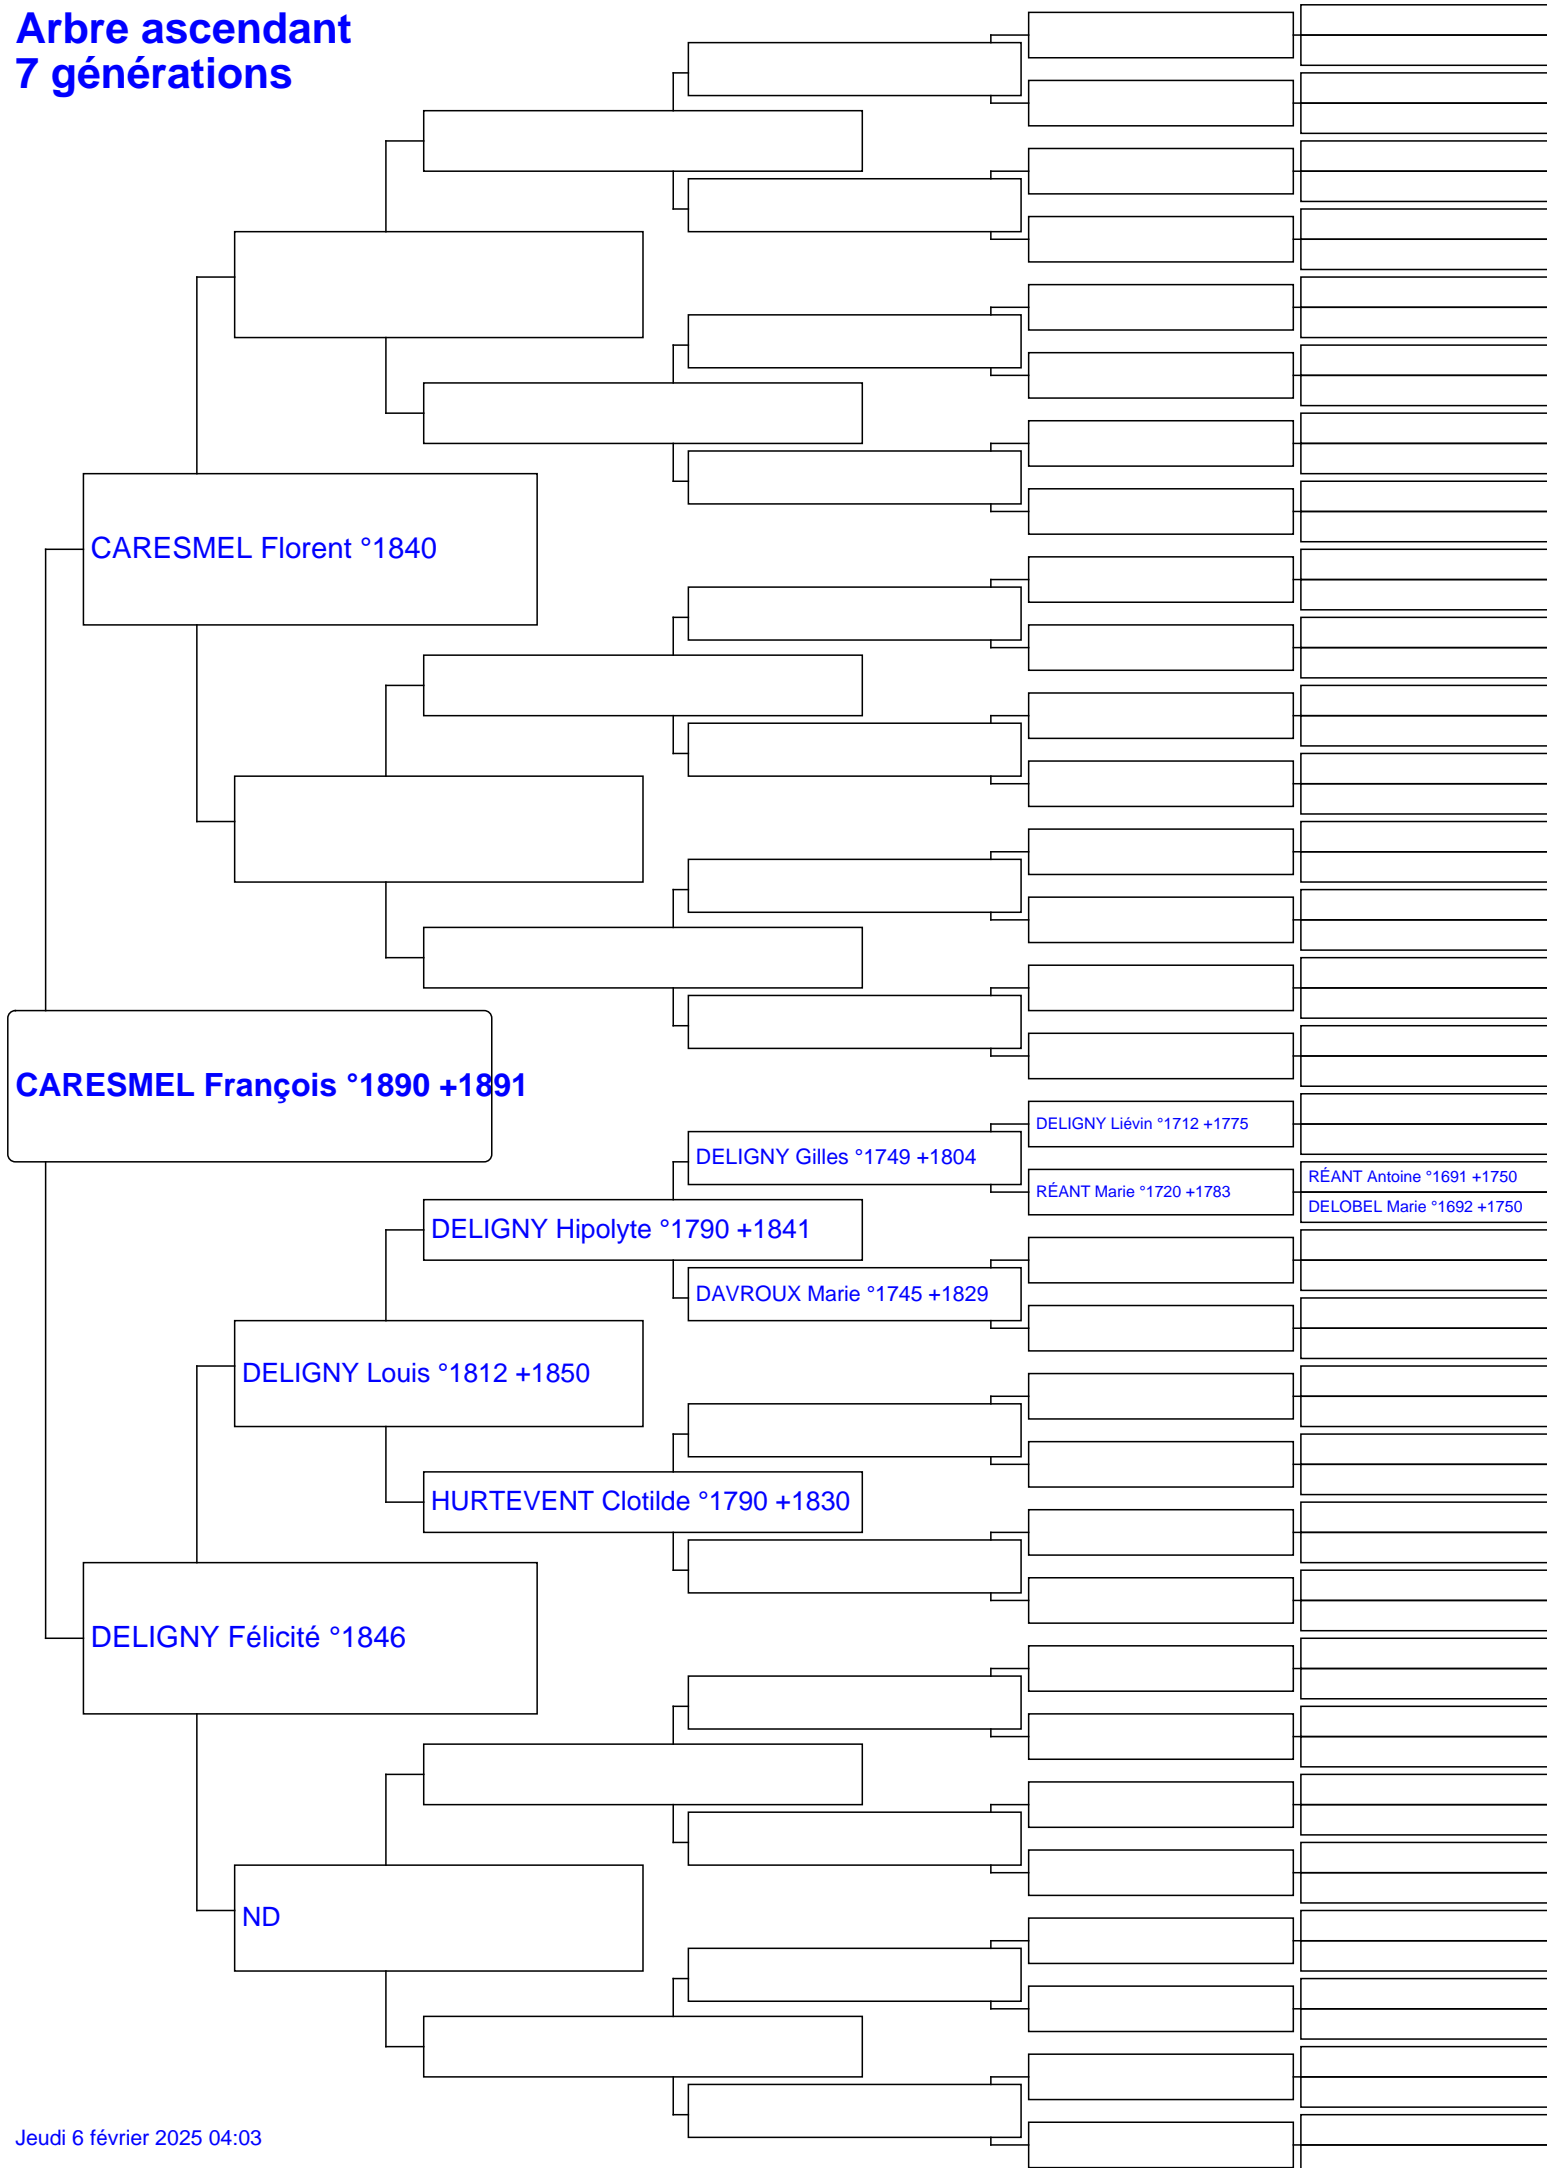 Arbre ascendant
7 générations
CARESMEL Florent °1840
CARESMEL François °1890 +1891
DELIGNY Liévin °1712 +1775
DELIGNY Gilles °1749 +1804
RÉANT Antoine °1691 +1750
RÉANT Marie °1720 +1783
DELOBEL Marie °1692 +1750
DELIGNY Hipolyte °1790 +1841
DAVROUX Marie °1745 +1829
DELIGNY Louis °1812 +1850
HURTEVENT Clotilde °1790 +1830
DELIGNY Félicité °1846
ND
Jeudi 6 février 2025 04:03